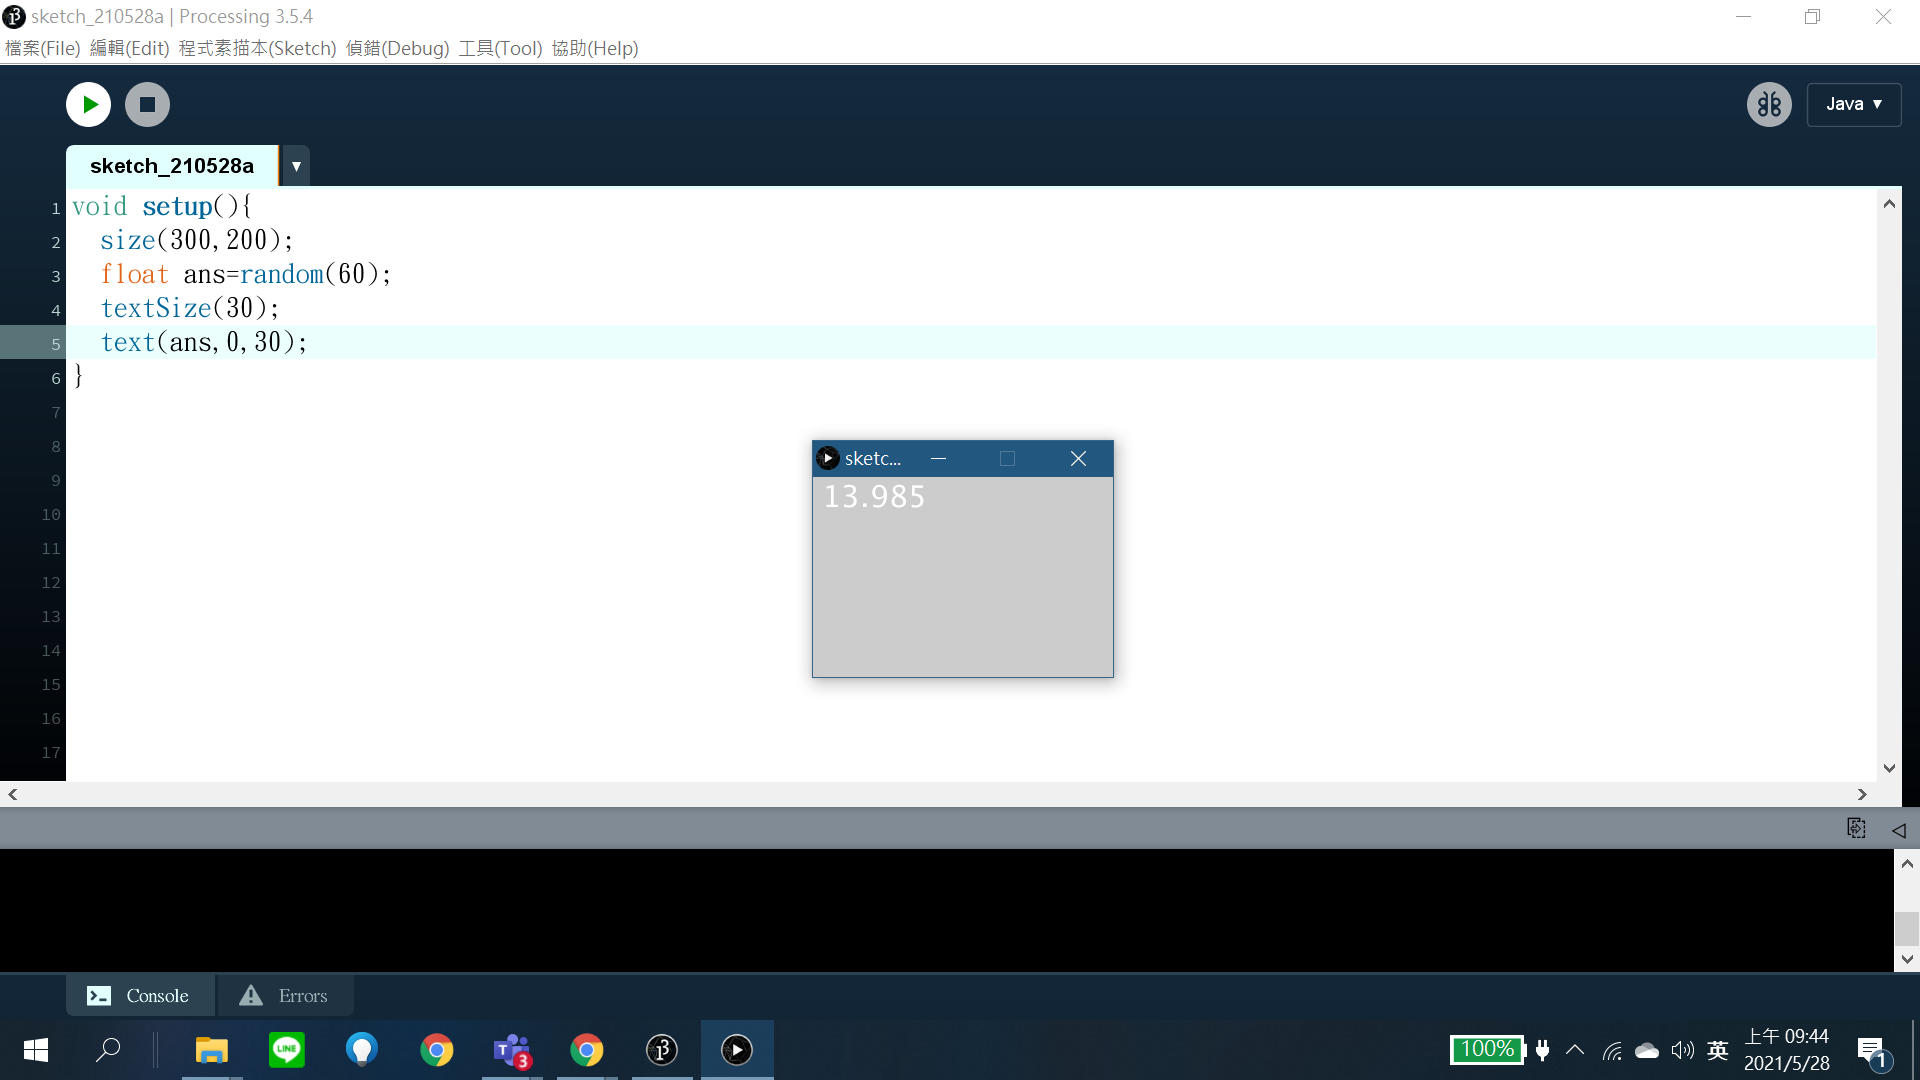 sketch_210528a | Processing 3.5.4
檔案(File) 編輯(Edit) 程式素描本(Sketch) 偵錯(Debug) 工具(Tool) 協助(Help)
Java ▼
sketch_210528a ▼
1 void setup(){
2 size(300,200);
3 float ans=random(60);
4 textSize(30);
5 text(ans,0,30);
6 }
7
8
9
10
11
12
13
14
15
16
17
sketc...
13.985
Console Errors
LINE
T 3
100%
英
上午 09:44
2021/5/28
1